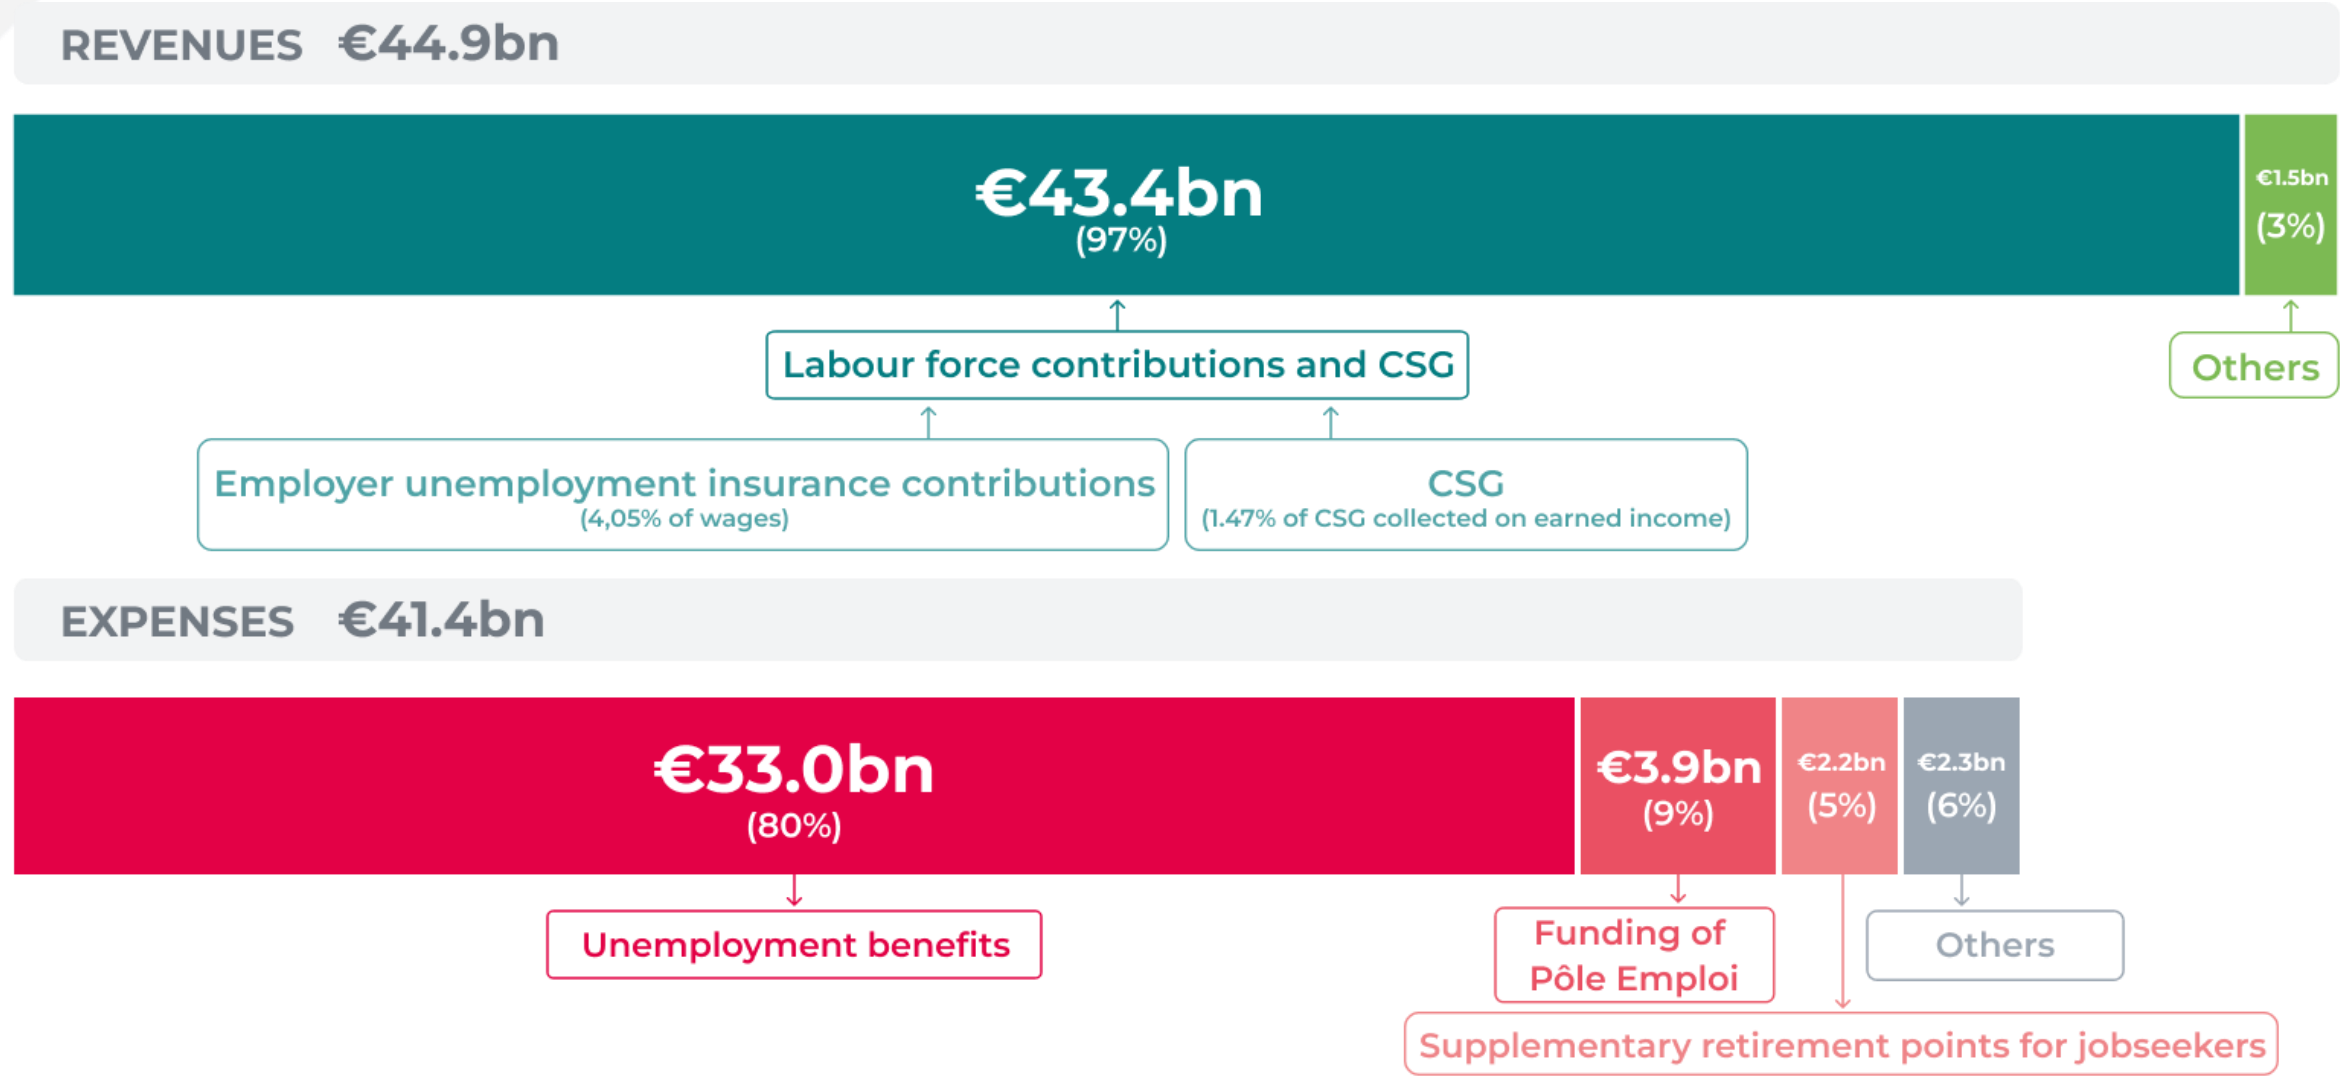 REVENUES €44.9bn
€43.4bn
(97%)
€1.5bn
(3%)
Labour force contributions and CSG
Others
Employer unemployment insurance contributions
(4,05% of wages)
CSG
(1.47% of CSG collected on earned income)
EXPENSES €41.4bn
€33.0bn
(80%)
€3.9bn
(9%)
€2.2bn
(5%)
€2.3bn
(6%)
Unemployment benefits
Funding of
Pôle Emploi
Others
Supplementary retirement points for jobseekers